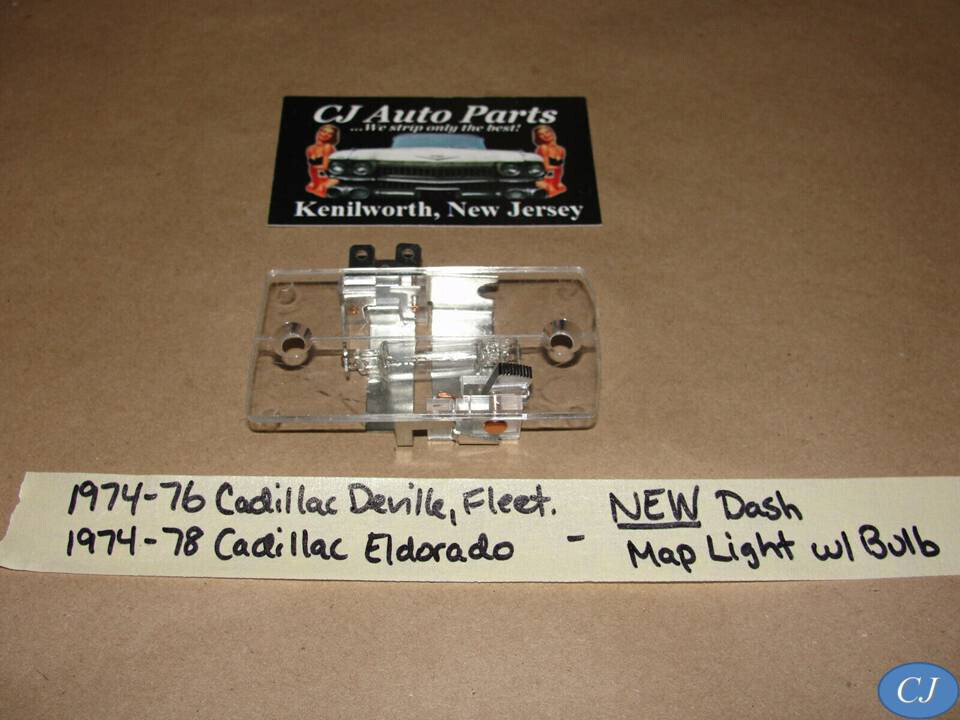 CJ Auto Parts
...We strip only the best!
Kenilworth, New Jersey
1974-76 Cadillac Deville, Fleet. NEW Dash
1974-78 Cadillac Eldorado - Map Light w/ Bulb
CJ